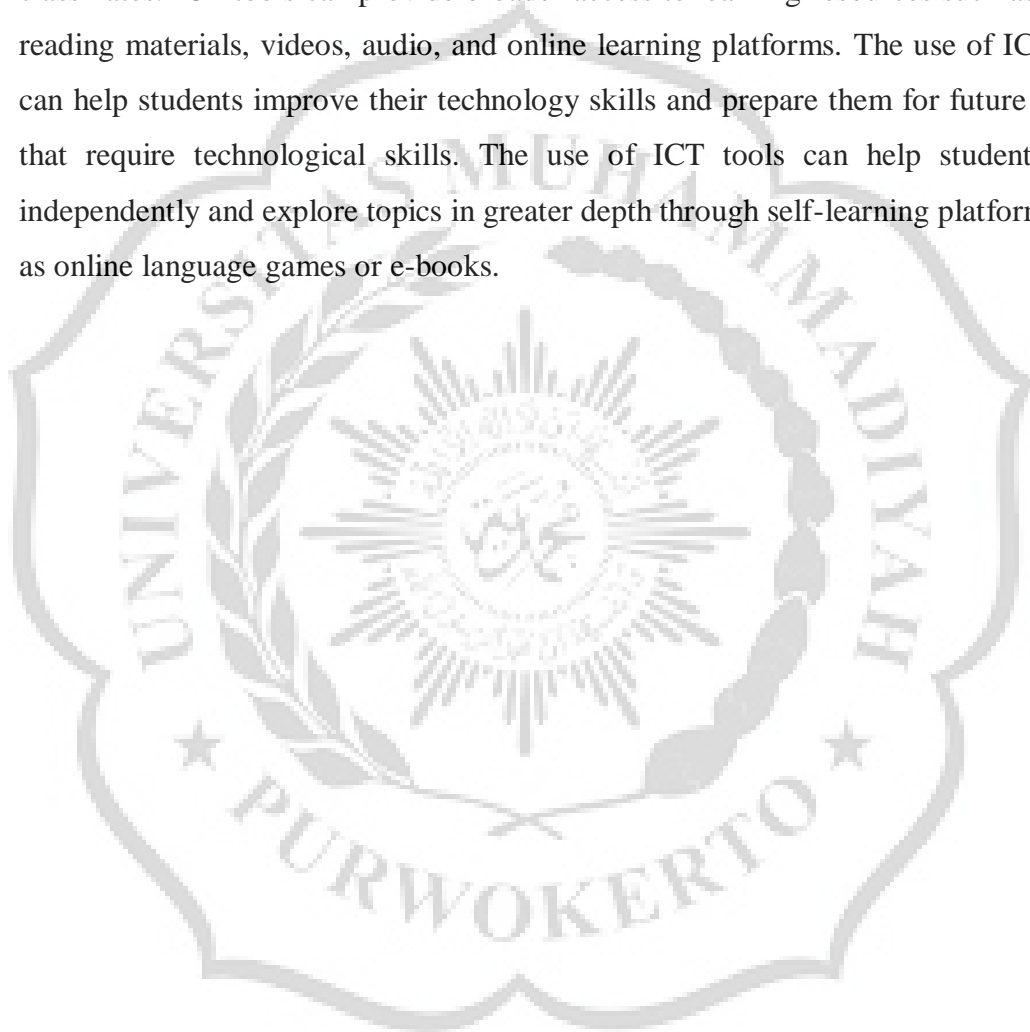 reading materials, videos, audio, and online learning platforms. The use of IC
can help students improve their technology skills and prepare them for future
that require technological skills. The use of ICT tools can help student
independently and explore topics in greater depth through self-learning platform
as online language games or e-books.
UNIVERSITAS MUHAMMADIYAH
PURWOKERTO